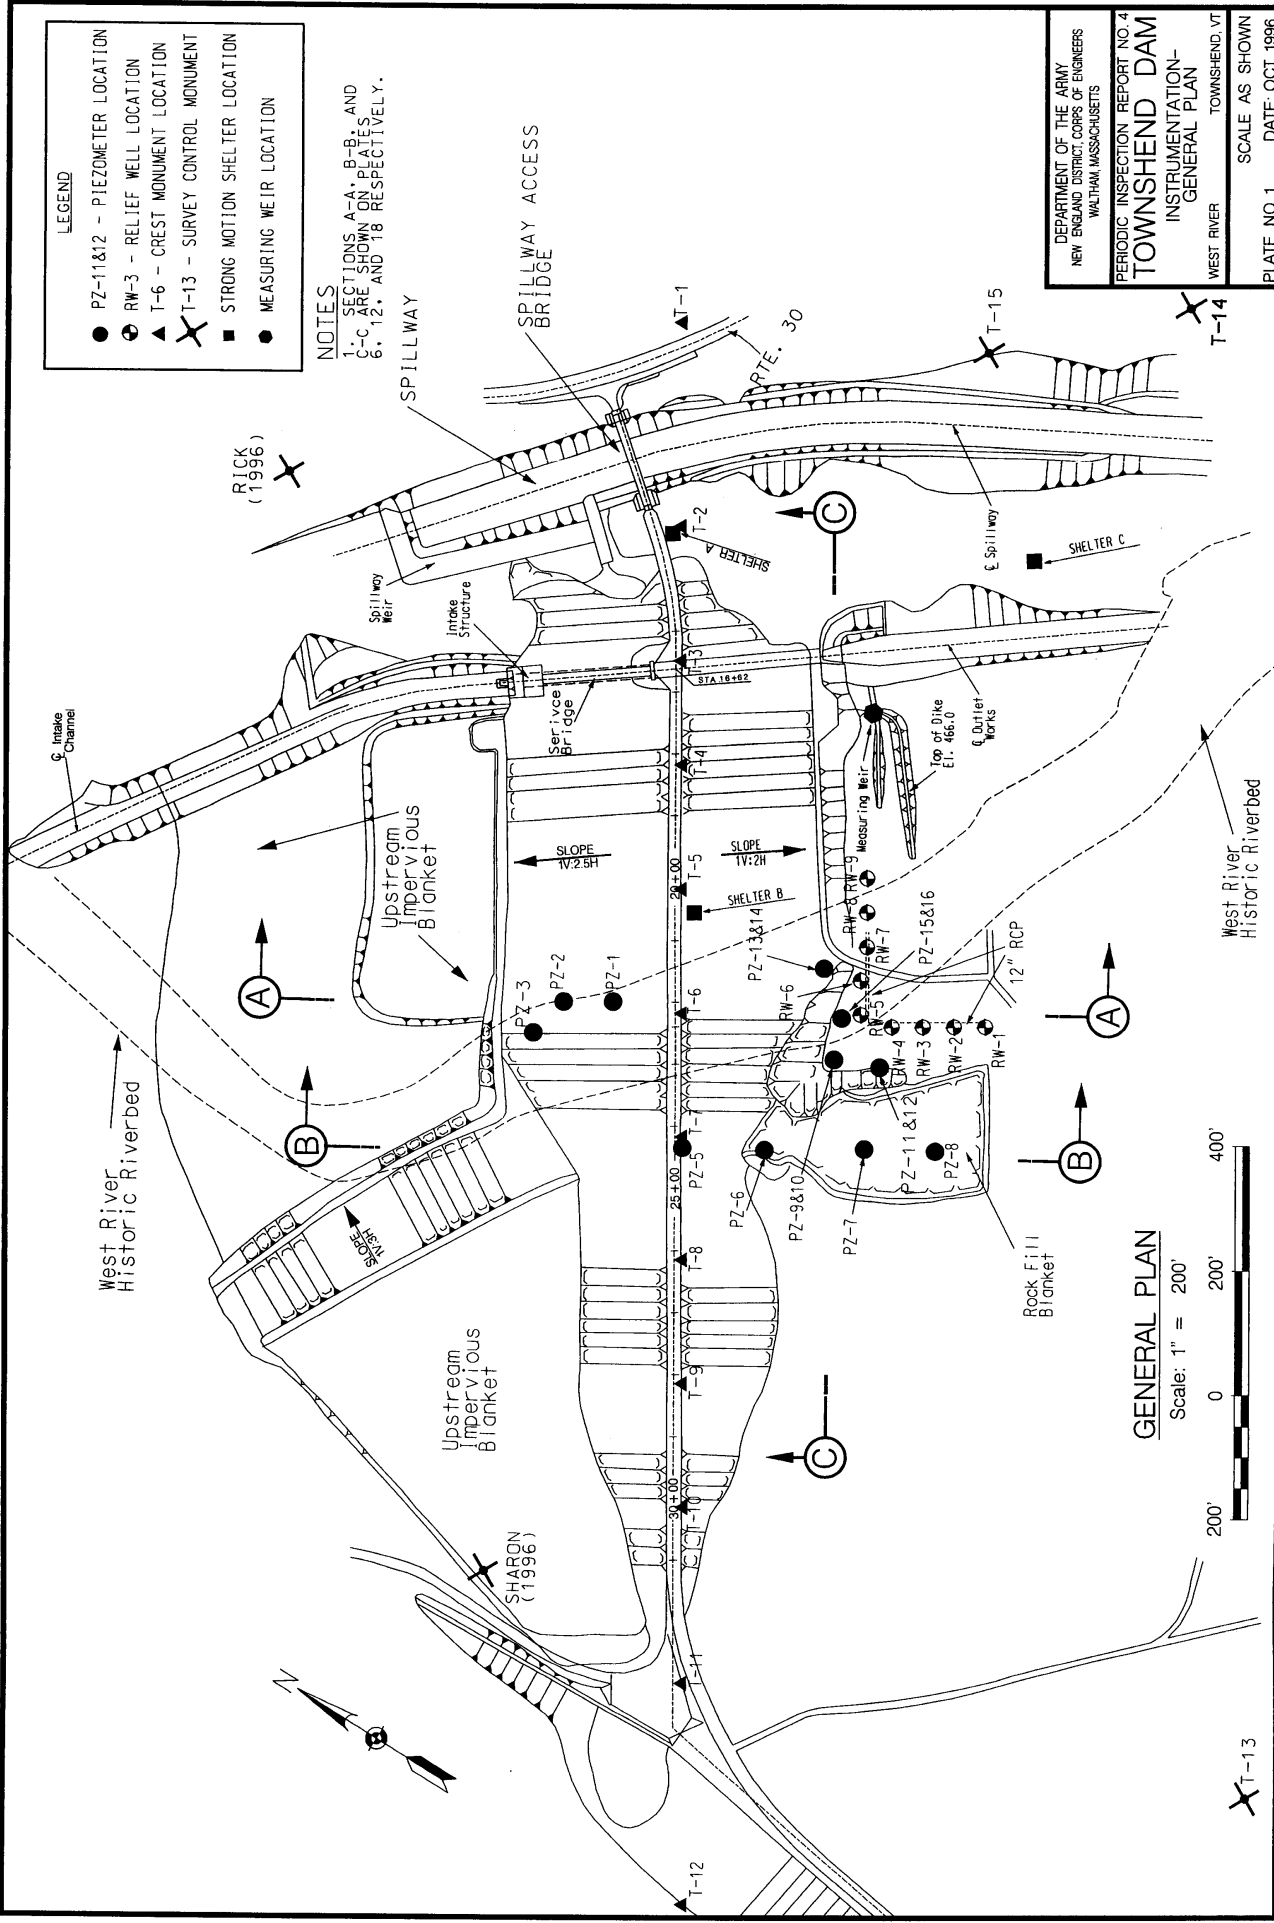 LEGEND
PZ-11&12 - PIEZOMETER LOCATION
RW-3 - RELIEF WELL LOCATION
T-6 - CREST MONUMENT LOCATION
T-13 - SURVEY CONTROL MONUMENT
STRONG MOTION SHELTER LOCATION
MEASURING WEIR LOCATION
NOTES
1. SECTIONS A-A, B-B, AND
C-C ARE SHOWN ON PLATES
6, 12, AND 18 RESPECTIVELY.
SPILLWAY
SPILLWAY ACCESS
BRIDGE
RICK
(1996)
T-1
RTE. 30
T-15
T-14
℄ Intake
Channel
Spillway
Weir
Intake
Structure
Serivce
Bridge
T-2
SHELTER A
C
℄ Spillway
SHELTER C
T-3
STA.16+62
T-4
Measuring Weir
Top of Dike
El. 466.0
℄ Outlet
Works
West River
Historic Riverbed
Upstream
Impervious
Blanket
SLOPE
1V:2.5H
SLOPE
1V:2H
20+00
T-5
SHELTER B
A
PZ-3
PZ-2
PZ-1
T-6
PZ-13&14
RW-9
RW-8
RW-7
RW-6
RW-5
PZ-15&16
12" RCP
RW-4
RW-3
RW-2
RW-1
A
West River
Historic Riverbed
B
T-7
PZ-5
25+00
PZ-6
PZ-9&10
PZ-7
PZ-11&12
PZ-8
B
Rock Fill
Blanket
SLOPE
1V:3H
T-8
Upstream
Impervious
Blanket
T-9
C
30+00
T-10
SHARON
(1996)
T-11
N
T-12
T-13
GENERAL PLAN
Scale: 1" = 200'
200' 0 200' 400'
DEPARTMENT OF THE ARMY
NEW ENGLAND DISTRICT, CORPS OF ENGINEERS
WALTHAM, MASSACHUSETTS
PERIODIC INSPECTION REPORT NO. 4
TOWNSHEND DAM
INSTRUMENTATION-
GENERAL PLAN
WEST RIVER TOWNSHEND, VT
SCALE AS SHOWN
PLATE NO. 1 DATE: OCT 1996